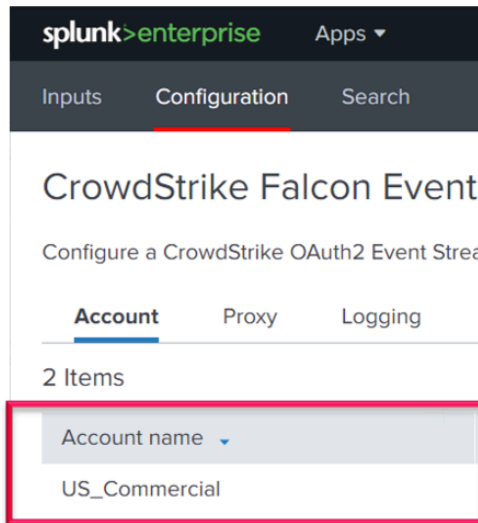 splunk>enterprise Apps
Inputs Configuration Search
CrowdStrike Falcon Event
Configure a CrowdStrike OAuth2 Event Strea
Account Proxy Logging
2 Items
Account name
US_Commercial